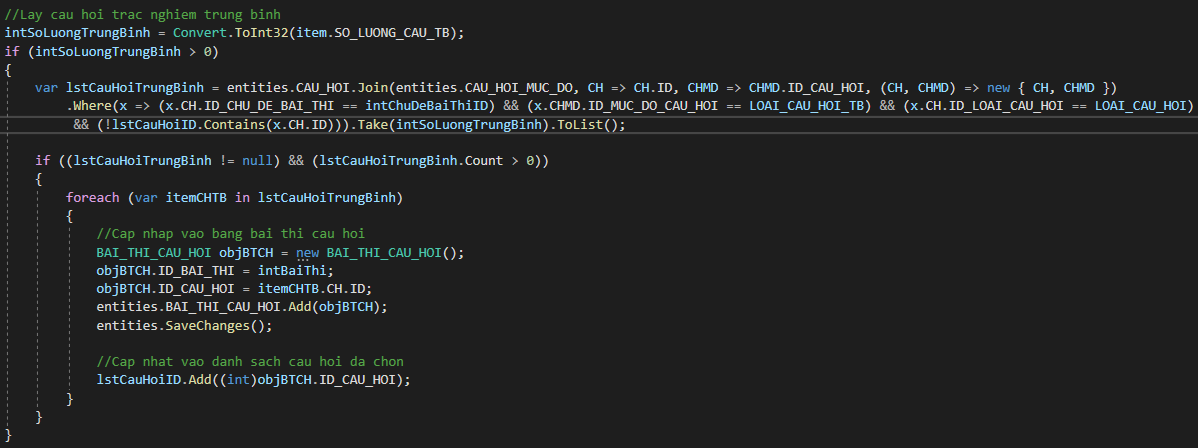 //Lay cau hoi trac nghiem trung binh
intSoLuongTrungBinh = Convert.ToInt32(item.SO_LUONG_CAU_TB);
if (intSoLuongTrungBinh > 0)
{
var lstCauHoiTrungBinh = entities.CAU_HOI.Join(entities.CAU_HOI_MUC_DO, CH => CH.ID, CHMD => CHMD.ID_CAU_HOI, (CH, CHMD) => new { CH, CHMD })
.Where(x => (x.CH.ID_CHU_DE_BAI_THI == intChuDeBaiThiID) && (x.CHMD.ID_MUC_DO_CAU_HOI == LOAI_CAU_HOI_TB) && (x.CH.ID_LOAI_CAU_HOI == LOAI_CAU_HOI)
&& (!lstCauHoiID.Contains(x.CH.ID))).Take(intSoLuongTrungBinh).ToList();
if ((lstCauHoiTrungBinh != null) && (lstCauHoiTrungBinh.Count > 0))
{
foreach (var itemCHTB in lstCauHoiTrungBinh)
{
//Cap nhap vao bang bai thi cau hoi
BAI_THI_CAU_HOI objBTCH = new BAI_THI_CAU_HOI();
objBTCH.ID_BAI_THI = intBaiThi;
objBTCH.ID_CAU_HOI = itemCHTB.CH.ID;
entities.BAI_THI_CAU_HOI.Add(objBTCH);
entities.SaveChanges();
//Cap nhat vao danh sach cau hoi da chon
lstCauHoiID.Add((int)objBTCH.ID_CAU_HOI);
}
}
}